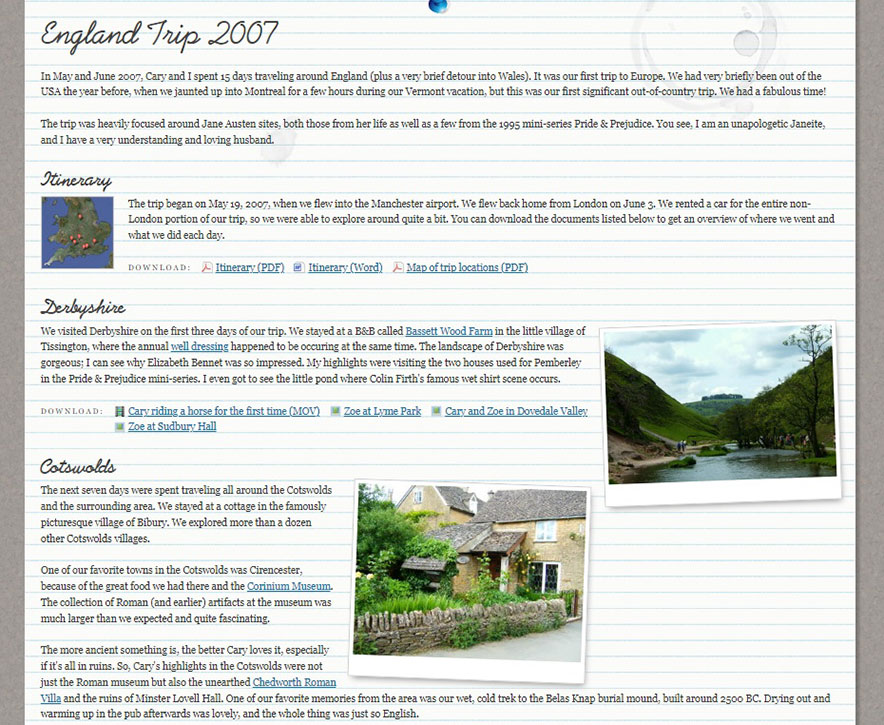 England Trip 2007
In May and June 2007, Cary and I spent 15 days traveling around England (plus a very brief detour into Wales). It was our first trip to Europe. We had very briefly been out of the
USA the year before, when we jaunted up into Montreal for a few hours during our Vermont vacation, but this was our first significant out-of-country trip. We had a fabulous time!
The trip was heavily focused around Jane Austen sites, both those from her life as well as a few from the 1995 mini-series Pride & Prejudice. You see, I am an unapologetic Janeite,
and I have a very understanding and loving husband.
Itinerary
The trip began on May 19, 2007, when we flew into the Manchester airport. We flew back home from London on June 3. We rented a car for the entire non-
London portion of our trip, so we were able to explore around quite a bit. You can download the documents listed below to get an overview of where we went and
what we did each day.
DOWNLOAD: Itinerary (PDF) Itinerary (Word) Map of trip locations (PDF)
Derbyshire
We visited Derbyshire on the first three days of our trip. We stayed at a B&B called Bassett Wood Farm in the little village of
Tissington, where the annual well dressing happened to be occuring at the same time. The landscape of Derbyshire was
gorgeous; I can see why Elizabeth Bennet was so impressed. My highlights were visiting the two houses used for Pemberley
in the Pride & Prejudice mini-series. I even got to see the little pond where Colin Firth's famous wet shirt scene occurs.
DOWNLOAD: Cary riding a horse for the first time (MOV) Zoe at Lyme Park Cary and Zoe in Dovedale Valley
Zoe at Sudbury Hall
Cotswolds
The next seven days were spent traveling all around the Cotswolds
and the surrounding area. We stayed at a cottage in the famously
picturesque village of Bibury. We explored more than a dozen
other Cotswolds villages.
One of our favorite towns in the Cotswolds was Cirencester,
because of the great food we had there and the Corinium Museum.
The collection of Roman (and earlier) artifacts at the museum was
much larger than we expected and quite fascinating.
The more ancient something is, the better Cary loves it, especially
if it's all in ruins. So, Cary's highlights in the Cotswolds were not
just the Roman museum but also the unearthed Chedworth Roman
Villa and the ruins of Minster Lovell Hall. One of our favorite memories from the area was our wet, cold trek to the Belas Knap burial mound, built around 2500 BC. Drying out and
warming up in the pub afterwards was lovely, and the whole thing was just so English.